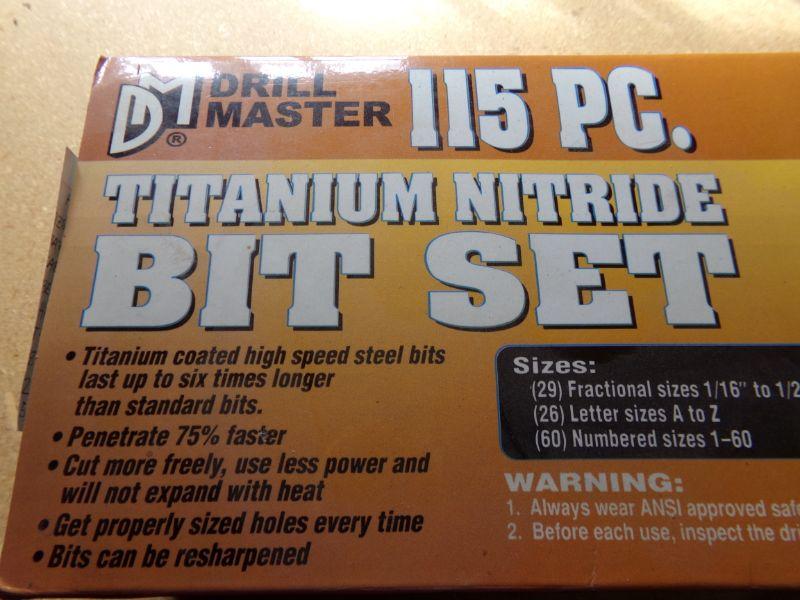 DM® DRILL MASTER 115 PC.
TITANIUM NITRIDE
BIT SET
• Titanium coated high speed steel bits
last up to six times longer
than standard bits.
• Penetrate 75% faster
• Cut more freely, use less power and
will not expand with heat
• Get properly sized holes every time
• Bits can be resharpened
Sizes:
(29) Fractional sizes 1/16" to 1/2
(26) Letter sizes A to Z
(60) Numbered sizes 1–60
WARNING:
1. Always wear ANSI approved
2. Before each use, inspect the